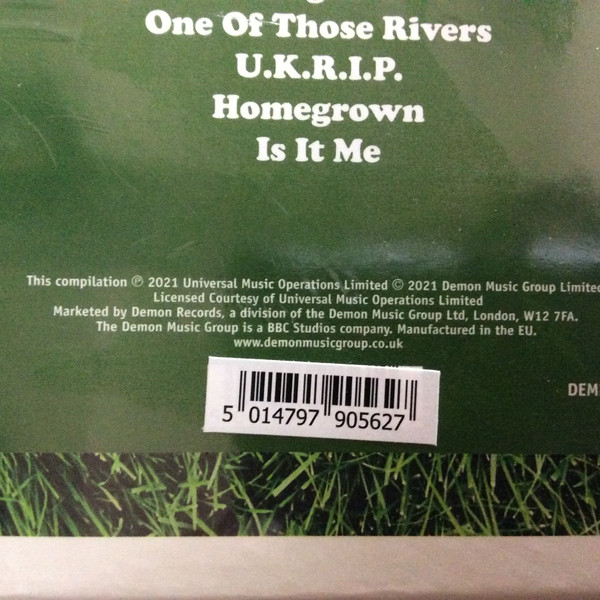 One Of Those Rivers
U.K.R.I.P.
Homegrown
Is It Me
This compilation ℗ 2021 Universal Music Operations Limited © 2021 Demon Music Group Limited
Licensed Courtesy of Universal Music Operations Limited
Marketed by Demon Records, a division of the Demon Music Group Ltd, London, W12 7FA.
The Demon Music Group is a BBC Studios company. Manufactured in the EU.
www.demonmusicgroup.co.uk
DEM
5 014797 905627